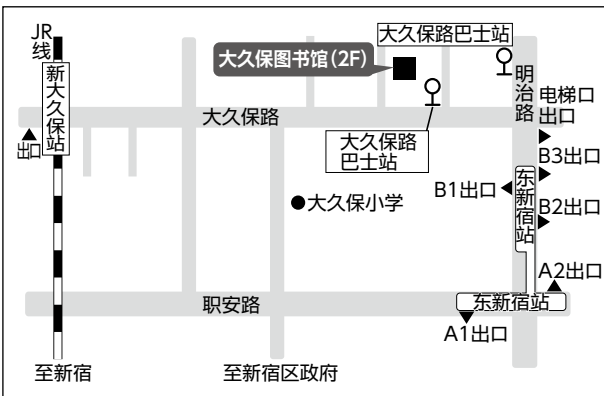 JR
线
新大久保站
出口
大久保图书馆(2F)
大久保路巴士站
明治路
电梯口
出口
大久保路
大久保路
巴士站
B3出口
B1出口
东新宿站
B2出口
大久保小学
A2出口
职安路
东新宿站
A1出口
至新宿
至新宿区政府